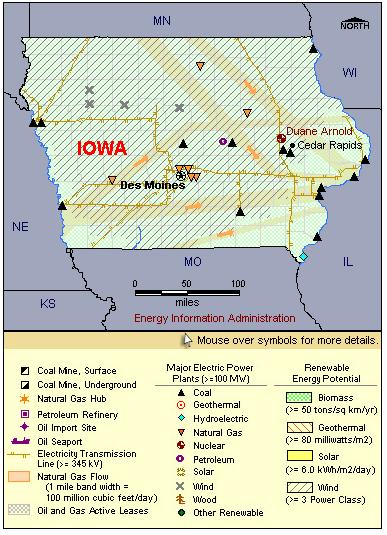 MN
NORTH
WI
Duane Arnold
Cedar Rapids
IOWA
Des Moines
NE
MO
IL
KS
0 50 100
miles
Energy Information Administration
Mouse over symbols for more details.
Coal Mine, Surface
Coal Mine, Underground
Natural Gas Hub
Petroleum Refinery
Oil Import Site
Oil Seaport
Electricity Transmission
Line (>= 345 kV)
Natural Gas Flow
(1 mile band width =
100 million cubic feet/day)
Oil and Gas Active Leases
Major Electric Power
Plants (>=100 MW)
Coal
Geothermal
Hydroelectric
Natural Gas
Nuclear
Petroleum
Solar
Wind
Wood
Other Renewable
Renewable
Energy Potential
Biomass
(>= 50 tons/sq km/yr)
Geothermal
(>= 80 milliwatts/m2)
Solar
(>= 6.0 kWh/m2/day)
Wind
(>= 3 Power Class)